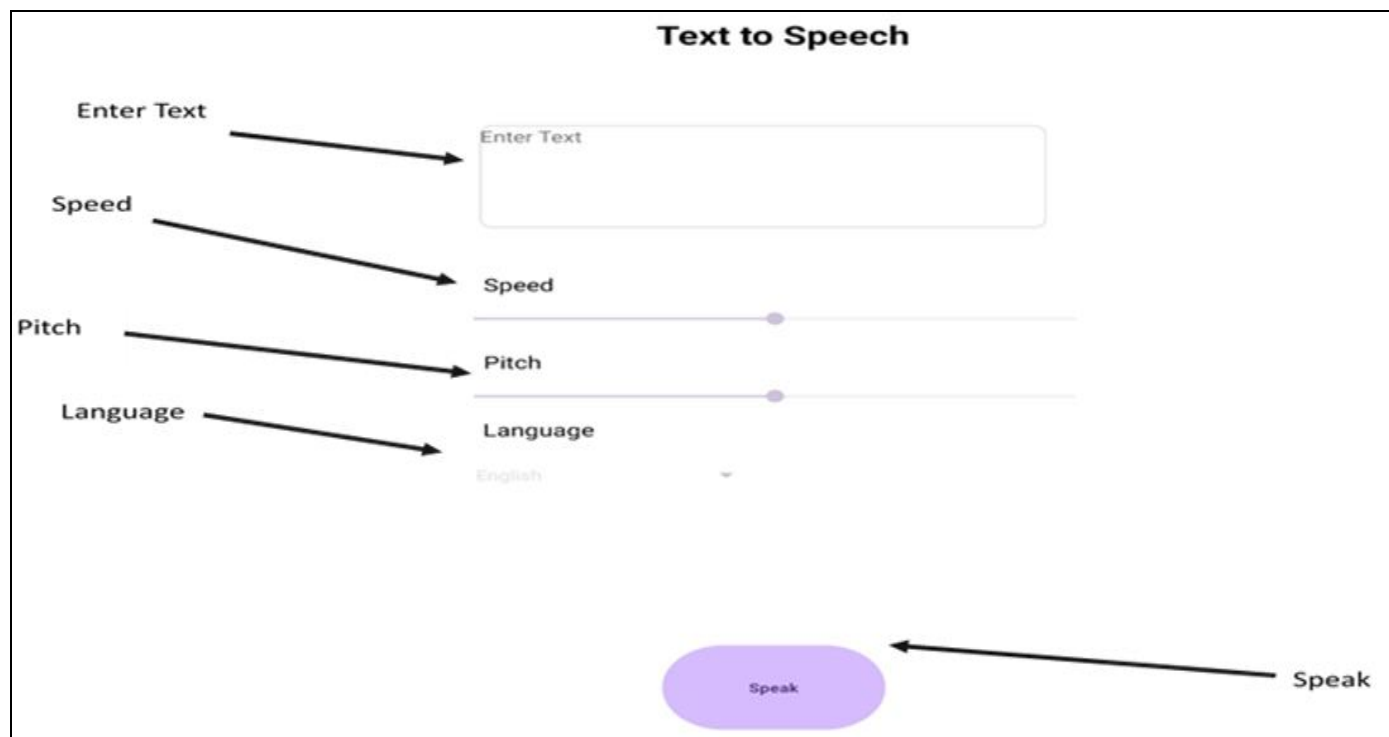 Text to Speech
Enter Text
Enter Text
Speed
Speed
Pitch
Pitch
Language
Language
English
Speak
Speak